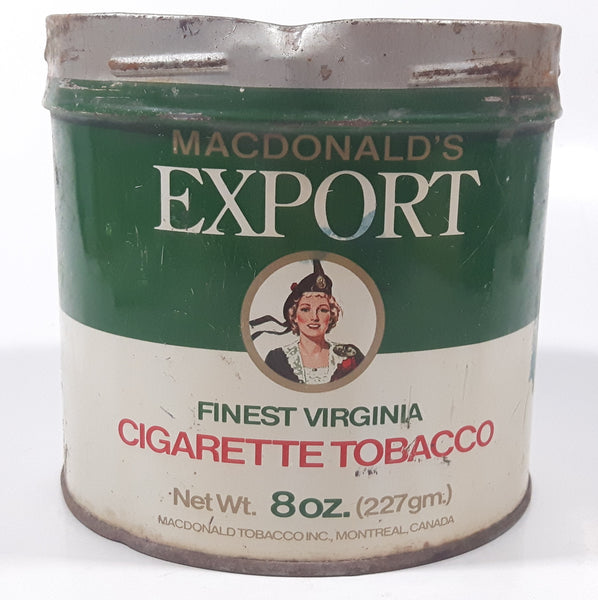 MACDONALD'S
EXPORT
FINEST VIRGINIA
CIGARETTE TOBACCO
Net Wt. 8 oz. (227gm.)
MACDONALD TOBACCO INC., MONTREAL, CANADA